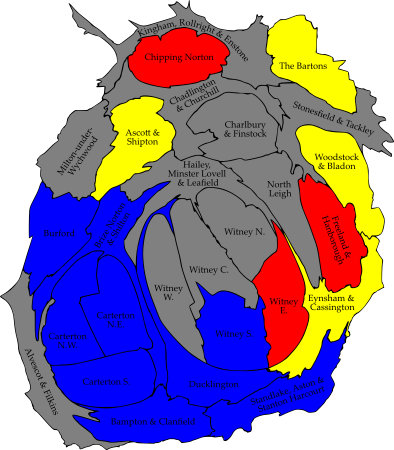 Kingham, Rollright & Enstone
Chipping Norton
The Bartons
Chadlington
& Churchill
Stonesfield & Tackley
Charlbury
& Finstock
Ascott &
Shipton
Milton-under-
Wychwood
Woodstock
& Bladon
Hailey,
Minster Lovell
& Leafield
North
Leigh
Freeland &
Hanborough
Burford
Brize Norton
& Shilton
Witney N.
Witney C.
Witney
W.
Witney
E.
Eynsham &
Cassington
Carterton
N.E.
Carterton
N.W.
Witney S.
Alvescot & Filkins
Carterton S.
Ducklington
Standlake, Aston &
Stanton Harcourt
Bampton & Clanfield